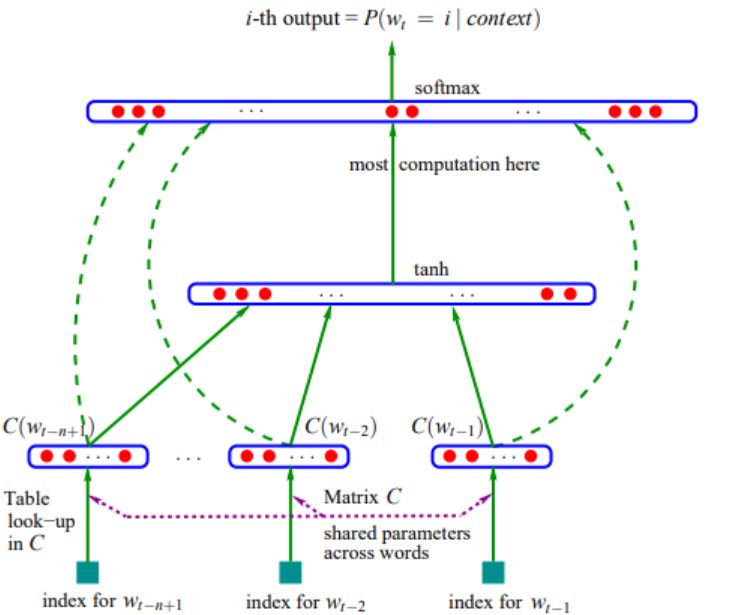 i-th output = P(w_t = i | context)
softmax
. . .
. . .
most computation here
tanh
. . .
. . .
C(w_{t−n+1})
C(w_{t−2})
C(w_{t−1})
. . .
. . .
. . .
. . .
Table
look−up
in C
Matrix C
shared parameters
across words
index for w_{t−n+1}
index for w_{t−2}
index for w_{t−1}